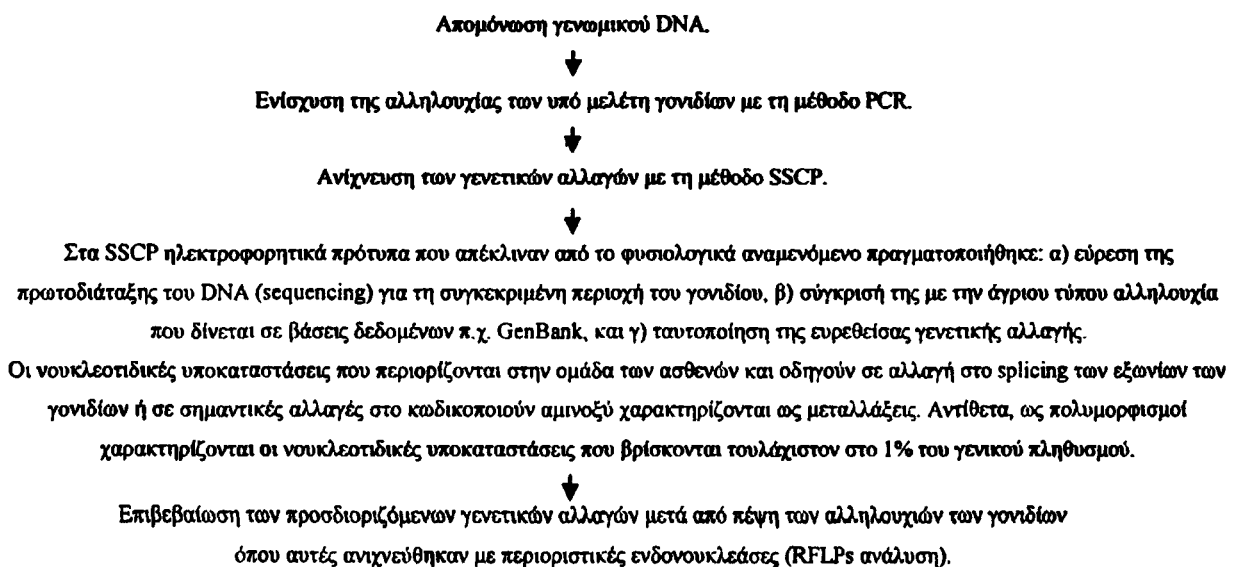 Απομόνωση γενωμικού DNA.
Ενίσχυση της αλληλουχίας των υπό μελέτη γονιδίων με τη μέθοδο PCR.
Ανίχνευση των γενετικών αλλαγών με τη μέθοδο SSCP.
Στα SSCP ηλεκτροφορητικά πρότυπα που απέκλιναν από το φυσιολογικά αναμενόμενο πραγματοποιήθηκε: α) εύρεση της
πρωτοδιάταξης του DNA (sequencing) για τη συγκεκριμένη περιοχή του γονιδίου, β) σύγκρισή της με την άγριου τύπου αλληλουχία
που δίνεται σε βάσεις δεδομένων π.χ. GenBank, και γ) ταυτοποίηση της ευρεθείσας γενετικής αλλαγής.
Οι νουκλεοτιδικές υποκαταστάσεις που περιορίζονται στην ομάδα των ασθενών και οδηγούν σε αλλαγή στο splicing των εξωνίων των
γονιδίων ή σε σημαντικές αλλαγές στο κωδικοποιούν αμινοξύ χαρακτηρίζονται ως μεταλλάξεις. Αντίθετα, ως πολυμορφισμοί
χαρακτηρίζονται οι νουκλεοτιδικές υποκαταστάσεις που βρίσκονται τουλάχιστον στο 1% του γενικού πληθυσμού.
Επιβεβαίωση των προσδιοριζόμενων γενετικών αλλαγών μετά από πέψη των αλληλουχιών των γονιδίων
όπου αυτές ανιχνεύθηκαν με περιοριστικές ενδονουκλεάσες (RFLPs ανάλυση).